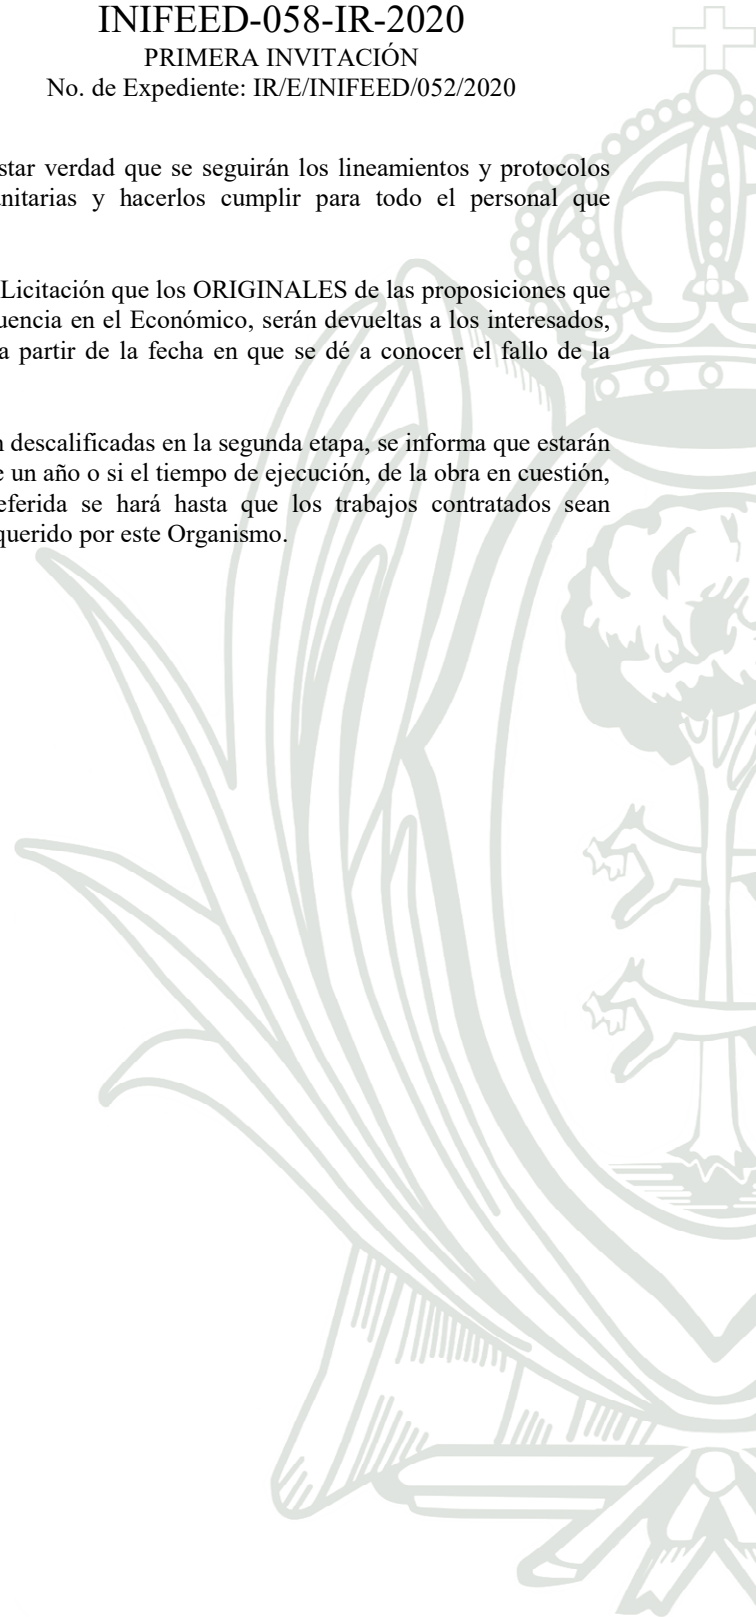 INIFEED-058-IR-2020
PRIMERA INVITACIÓN
No. de Expediente: IR/E/INIFEED/052/2020
star verdad que se seguirán los lineamientos y protocolos
nitarias y hacerlos cumplir para todo el personal que
Licitación que los ORIGINALES de las proposiciones que
uencia en el Económico, serán devueltas a los interesados,
a partir de la fecha en que se dé a conocer el fallo de la
n descalificadas en la segunda etapa, se informa que estarán
e un año o si el tiempo de ejecución, de la obra en cuestión,
eferida se hará hasta que los trabajos contratados sean
querido por este Organismo.